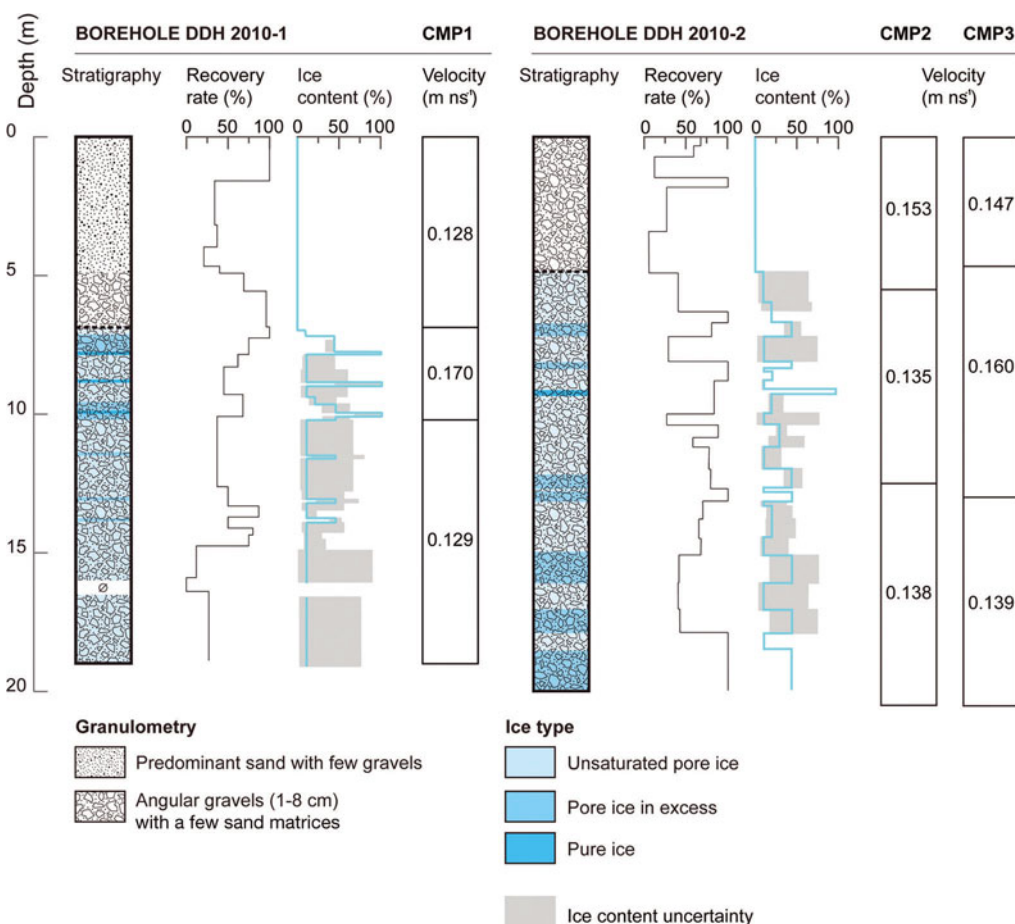 BOREHOLE DDH 2010-1 CMP1 BOREHOLE DDH 2010-2 CMP2 CMP3
Stratigraphy Recovery rate (%) Ice content (%) Velocity (m ns¹) Stratigraphy Recovery rate (%) Ice content (%) Velocity (m ns¹)
Depth (m)
0 50 100 0 50 100 0 50 100 0 50 100
0
5
10
15
20
0.128
0.170
0.129
Ø
0.153
0.135
0.138
0.147
0.160
0.139
Granulometry
Predominant sand with few gravels
Angular gravels (1-8 cm)
with a few sand matrices
Ice type
Unsaturated pore ice
Pore ice in excess
Pure ice
Ice content uncertainty